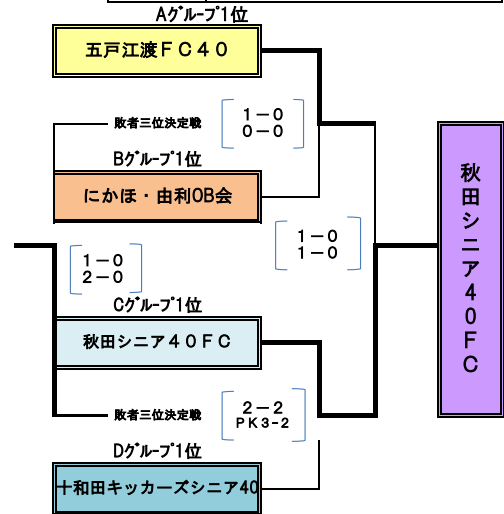 Aグループ1位
五戸江渡ＦＣ４０
敗者三位決定戦
１－０
０－０
Bグループ1位
にかほ・由利OB会
１－０
１－０
１－０
２－０
Cグループ1位
秋田シニア４０ＦＣ
敗者三位決定戦
２－２
ＰＫ３-２
Dグループ1位
十和田キッカーズシニア40
秋田シニア４０ＦＣ